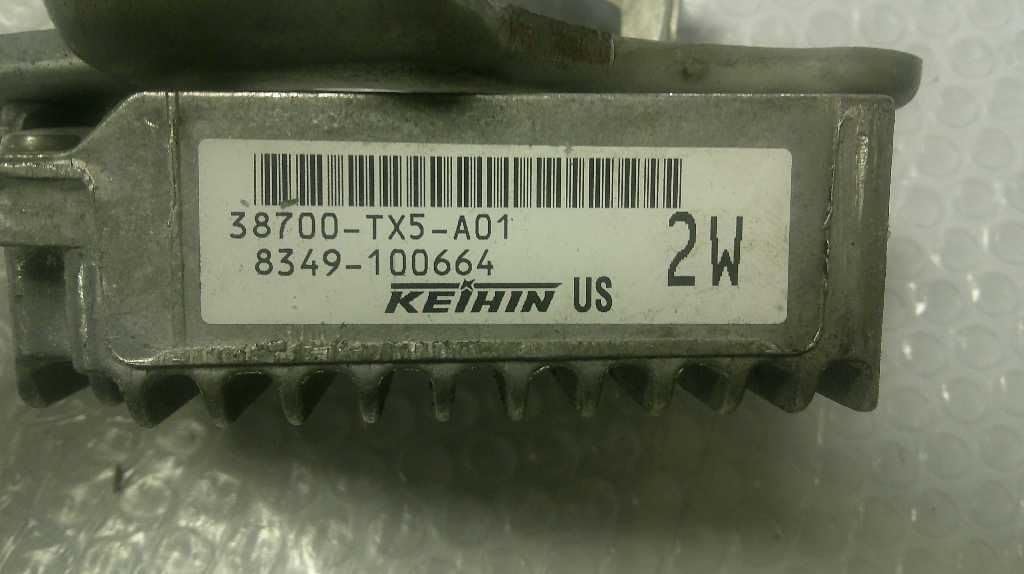 38700-TX5-A01
8349-100664
2W
KEIHIN US